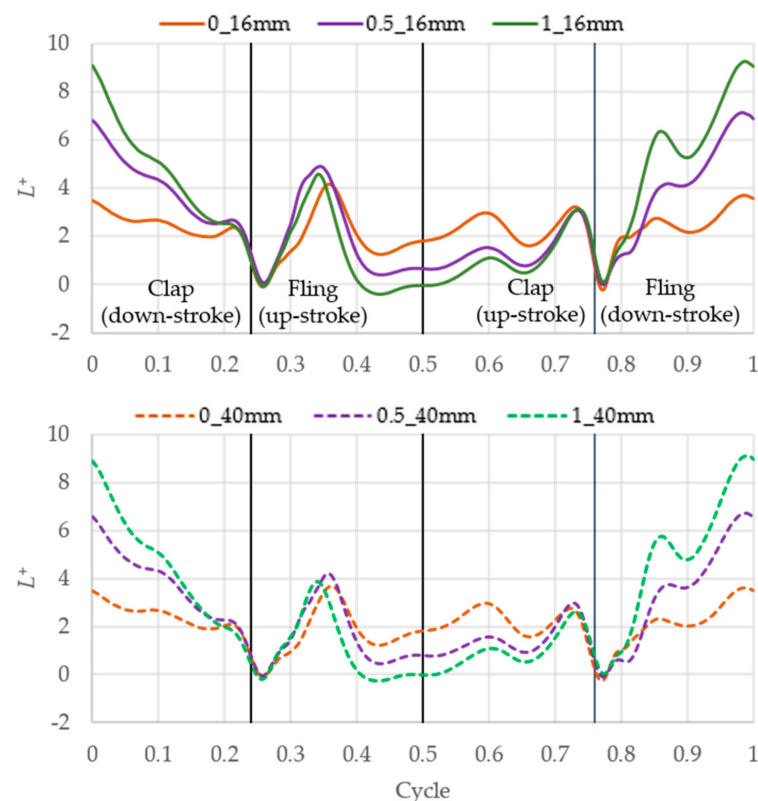 0_16mm 0.5_16mm 1_16mm
10
8
6
4
2
0
-2
L+
Clap Fling Clap Fling
(down-stroke) (up-stroke) (up-stroke) (down-stroke)
0 0.1 0.2 0.3 0.4 0.5 0.6 0.7 0.8 0.9 1
0_40mm 0.5_40mm 1_40mm
10
8
6
4
2
0
-2
L+
0 0.1 0.2 0.3 0.4 0.5 0.6 0.7 0.8 0.9 1
Cycle